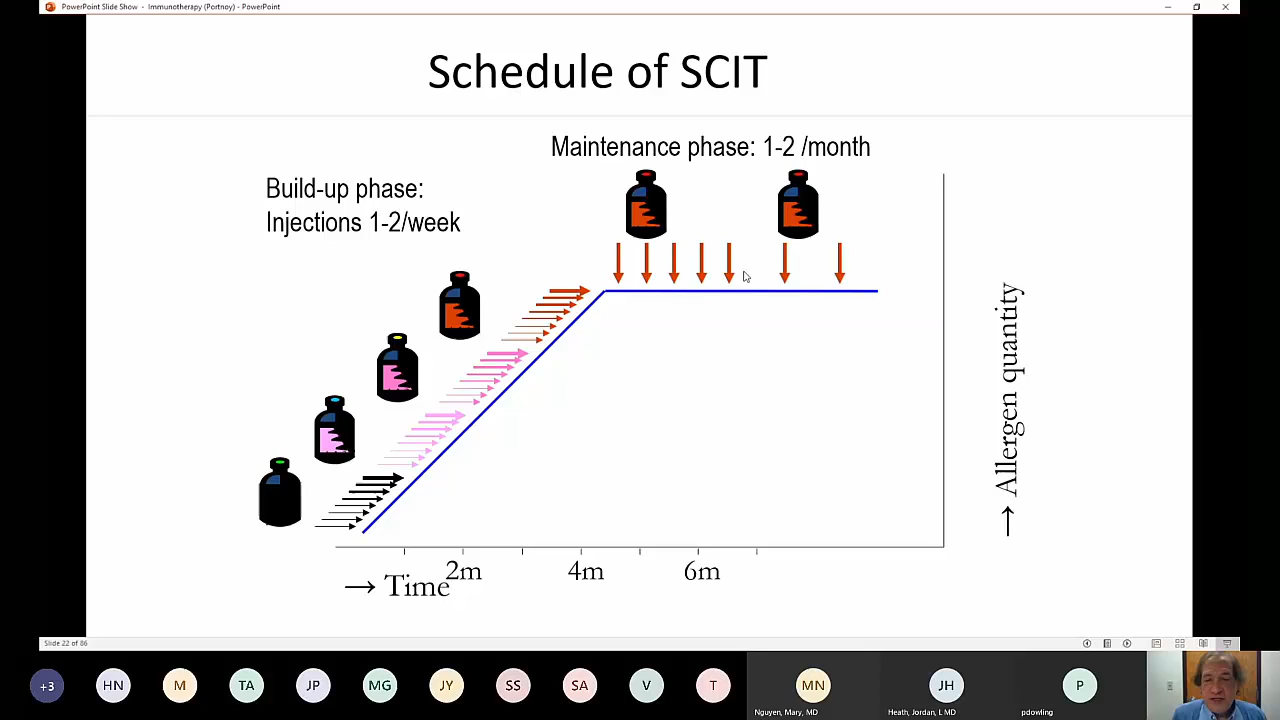 PowerPoint Slide Show - Immunotherapy (Portnoy) - PowerPoint
Schedule of SCIT
Maintenance phase: 1-2 /month
Build-up phase:
Injections 1-2/week
→ Allergen quantity
2m
4m
6m
→ Time
Slide 22 of 86
+3
HN
M
TA
JP
MG
JY
SS
SA
V
T
MN
JH
P
Nguyen, Mary, MD
Heath, Jordan, L MD
pdowling